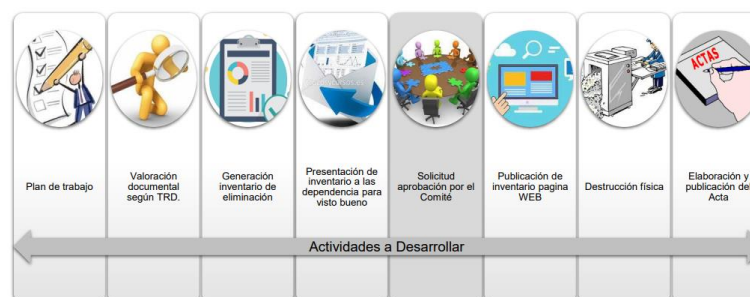 ACTAS
Plan de trabajo
Valoración
documental
según TRD.
Generación
inventario de
eliminación
Presentación de
inventario a las
dependencia para
visto bueno
Solicitud
aprobación por el
Comité
Publicación de
inventario pagina
WEB
Destrucción física
Elaboración y
publicación del
Acta
Actividades a Desarrollar